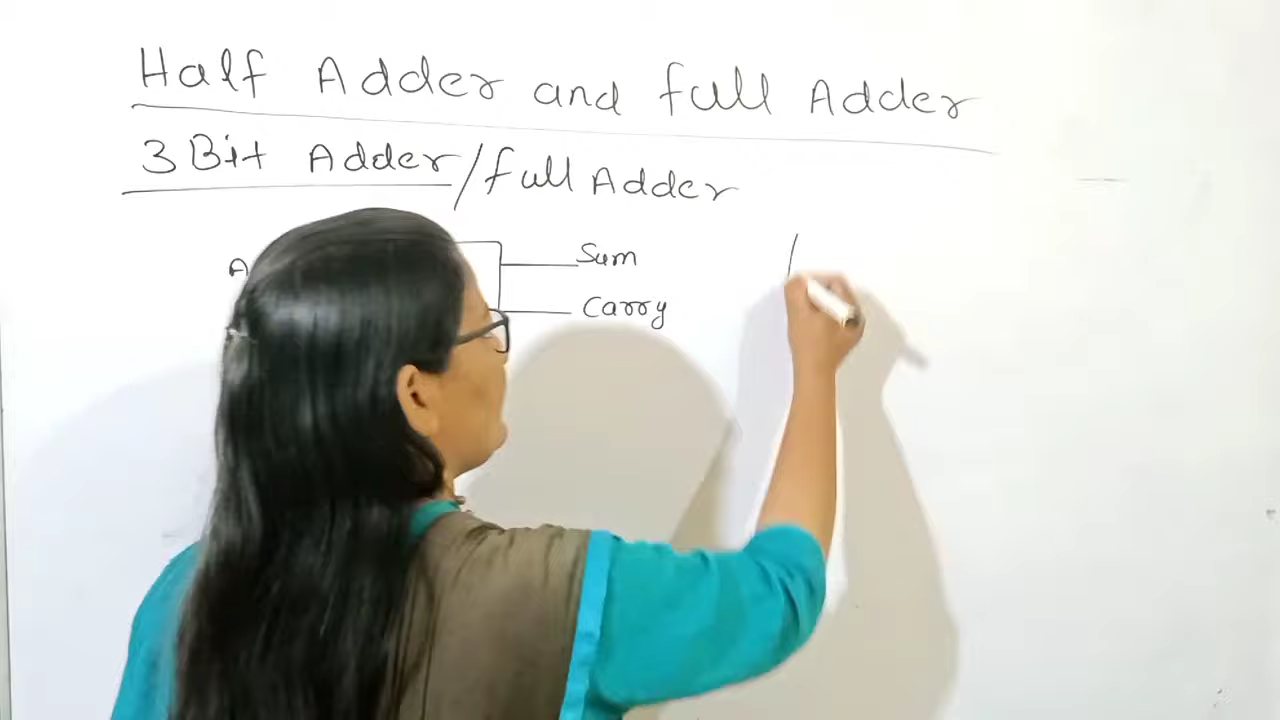 Half Adder and full Adder
3 Bit Adder/full Adder
A
Sum
Carry